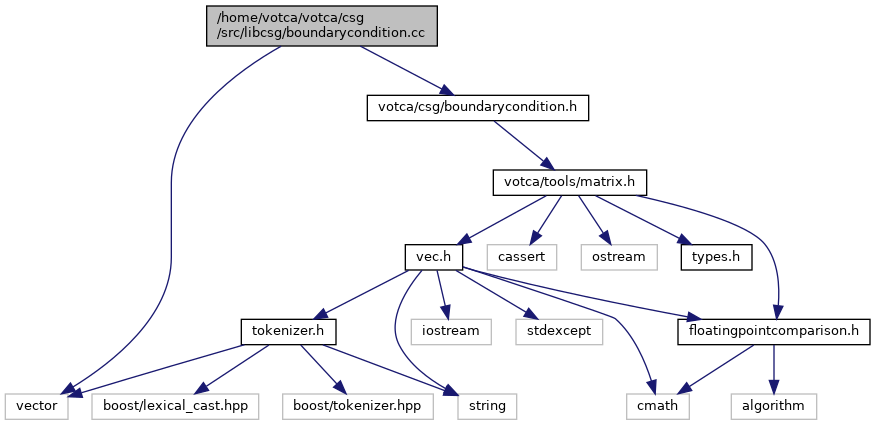 /home/votca/votca/csg
/src/libcsg/boundarycondition.cc
votca/csg/boundarycondition.h
votca/tools/matrix.h
vec.h
cassert
ostream
types.h
tokenizer.h
iostream
stdexcept
floatingpointcomparison.h
vector
boost/lexical_cast.hpp
boost/tokenizer.hpp
string
cmath
algorithm